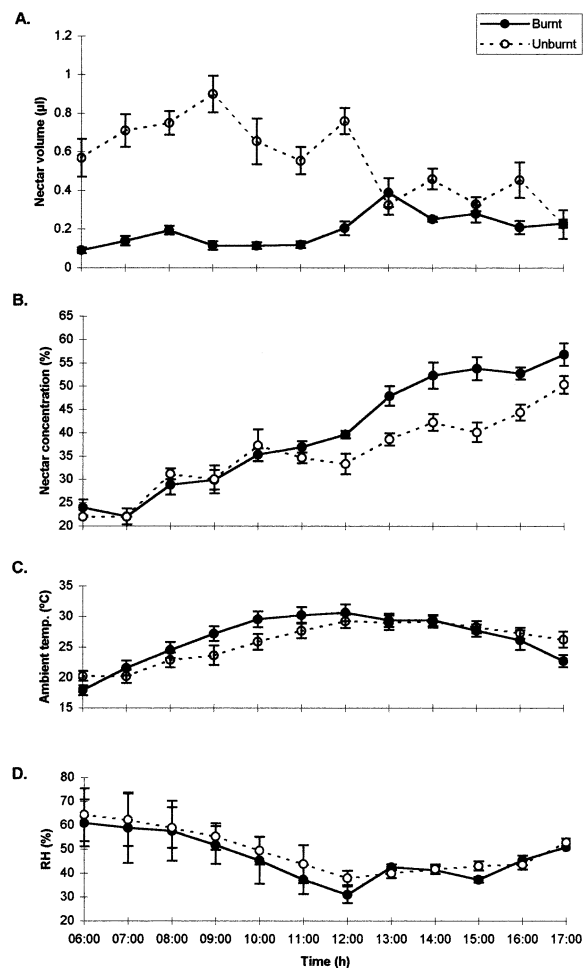 A.
Burnt
Unburnt
Nectar volume (µl)
1.2
1
0.8
0.6
0.4
0.2
0
B.
Nectar concentration (%)
65
60
55
50
45
40
35
30
25
20
C.
Ambient temp. (ºC)
35
30
25
20
15
D.
RH (%)
80
70
60
50
40
30
20
06:00 07:00 08:00 09:00 10:00 11:00 12:00 13:00 14:00 15:00 16:00 17:00
Time (h)